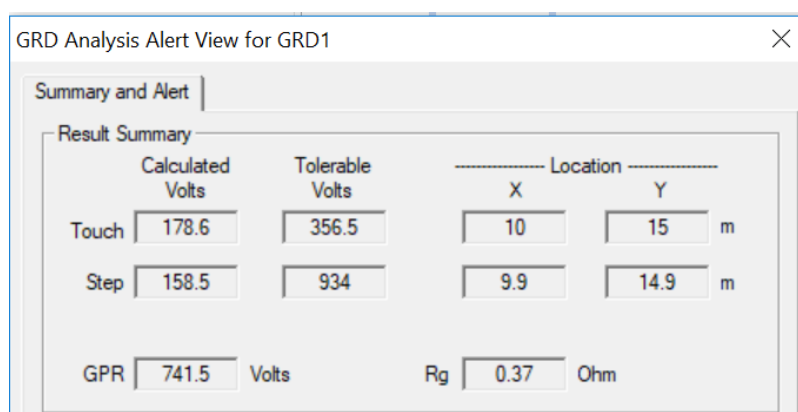 GRD Analysis Alert View for GRD1
Summary and Alert
Result Summary
Calculated Tolerable ----------------- Location -----------------
Volts Volts X Y
Touch 178.6 356.5 10 15 m
Step 158.5 934 9.9 14.9 m
GPR 741.5 Volts Rg 0.37 Ohm